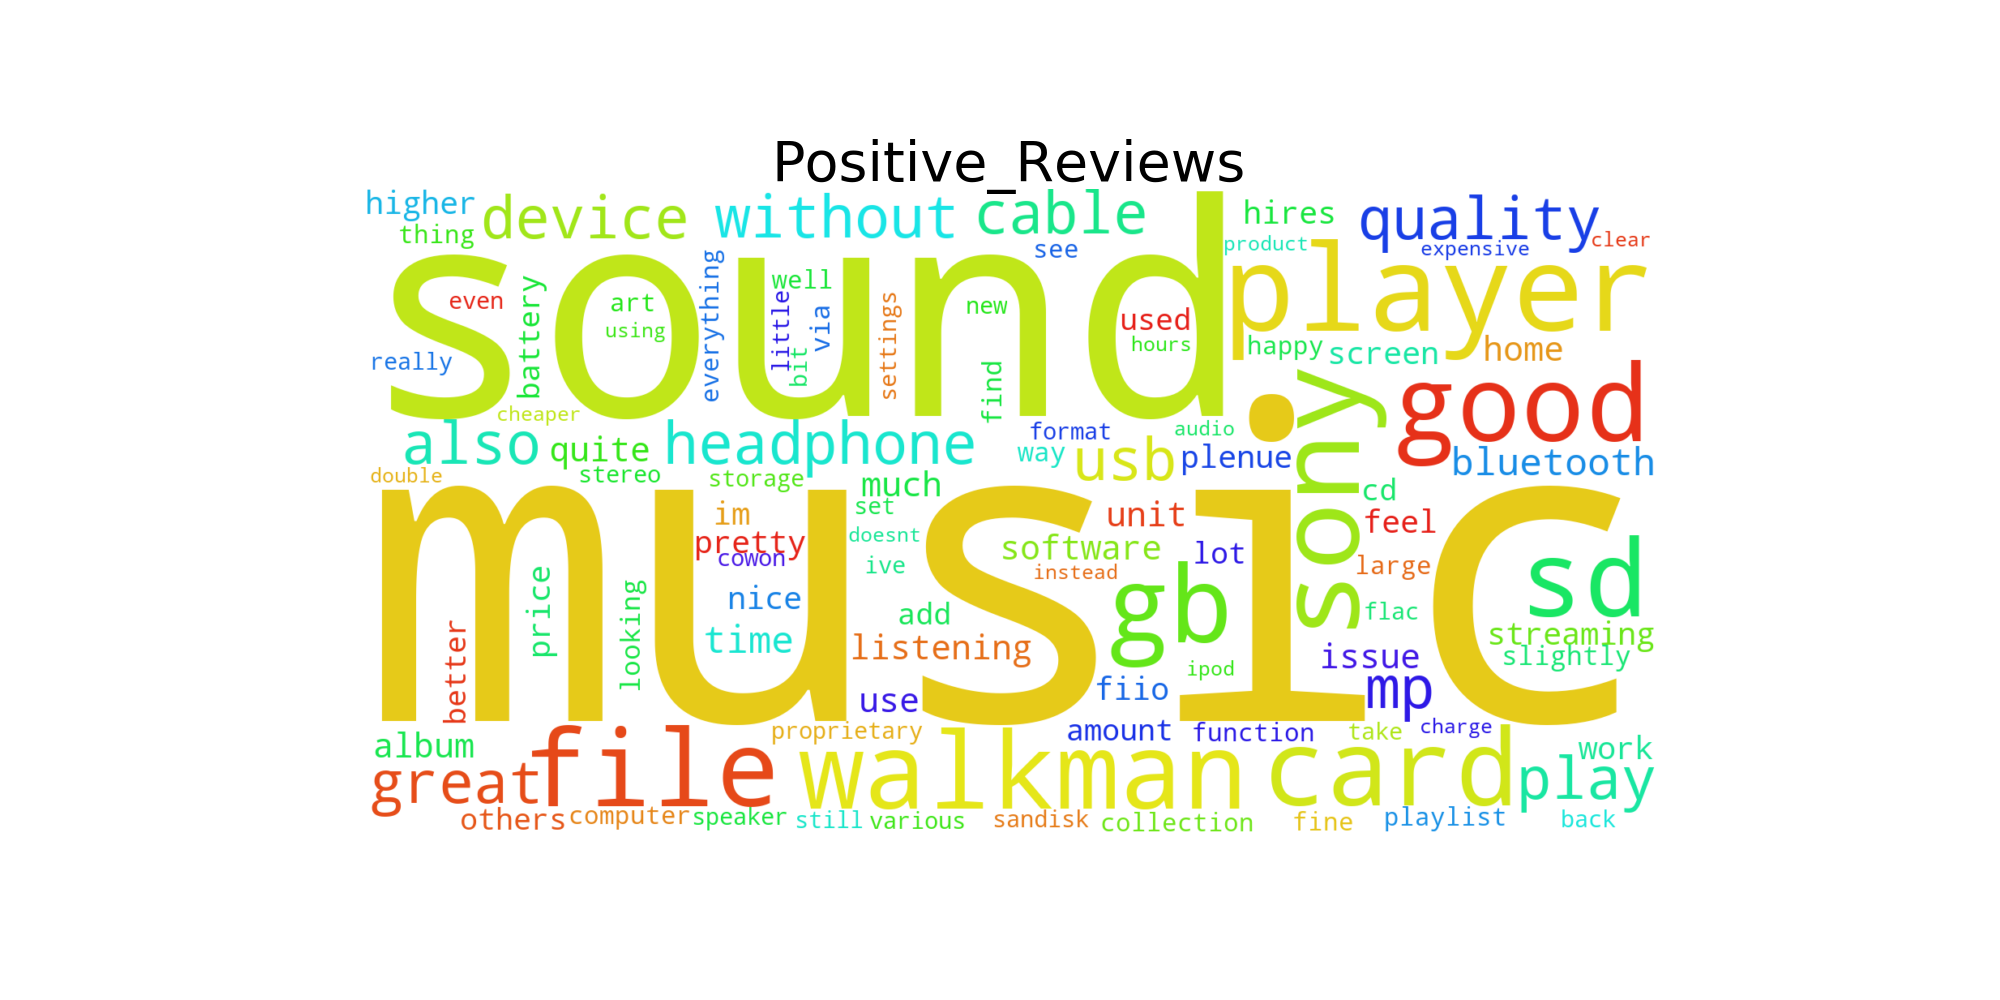 Positive_Reviews
higher device without cable hires quality
thing see product expensive clear
sound player
even battery art using everything well little via bit settings new find used hours happy screen home
really cheaper good
also quite headphone format way usb audio plenue sony bluetooth
double stereo storage much set cd
music
im pretty cowon doesnt ive unit software instead lot feel large
price looking nice time add listening gb flac sd
better use fiio ipod issue mp streaming slightly
album proprietary amount function take charge work
great file walkman card play
others computer speaker still various sandisk collection fine playlist back